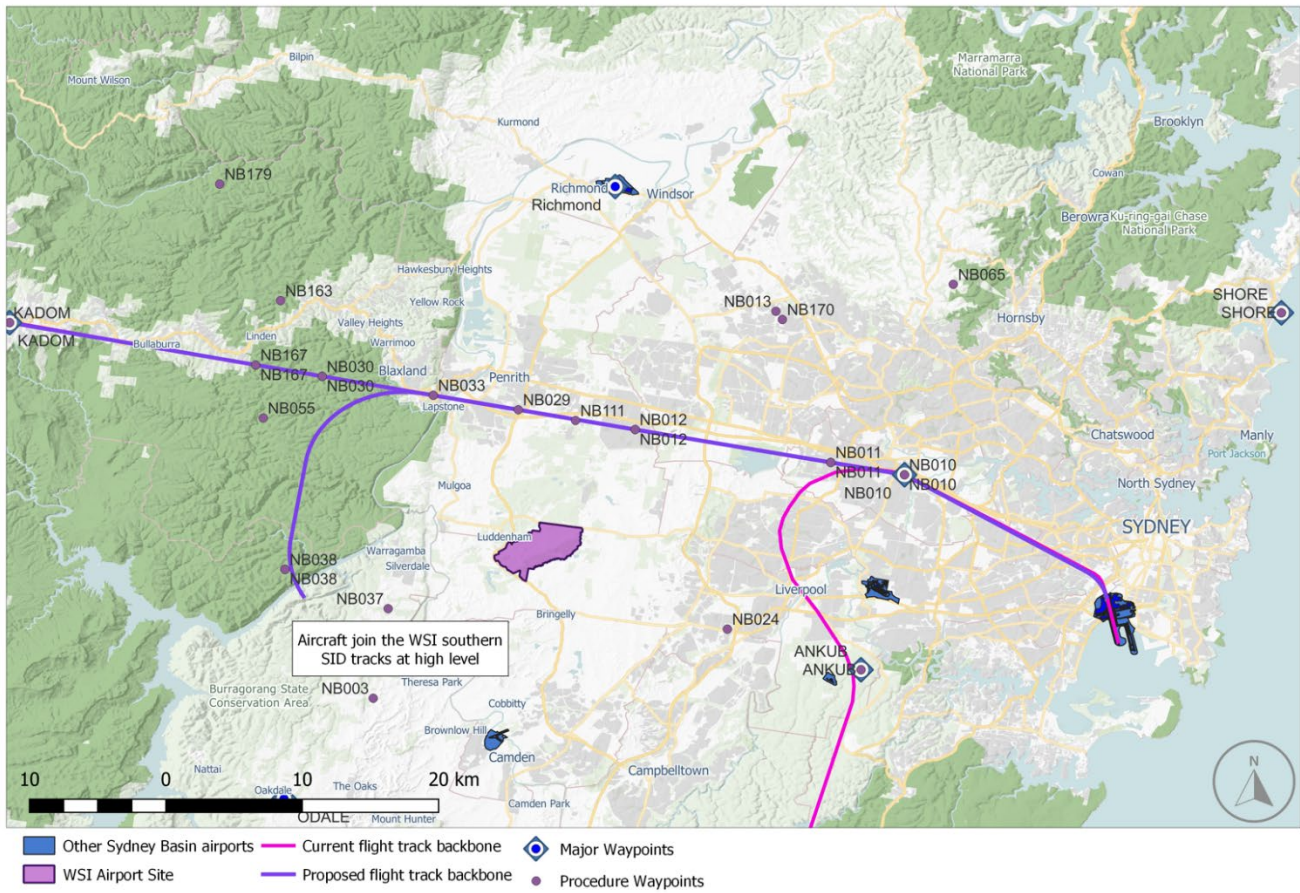 Marramarra
National Park
Bilpin
Mount Wilson
Brooklyn
Kurmond
Cowan
NB179
Richmond
Windsor
Richmond
Berowra
Ku-ring-gai Chase
National Park
Hawkesbury Heights
NB065
NB163
Yellow Rock
NB013
NB170
SHORE
SHORE
KADOM
Hornsby
Valley Heights
KADOM
Linden
Bullaburra
Warrimoo
NB167
NB167
NB030
NB030
Blaxland
Penrith
NB033
Lapstone
NB029
NB055
NB111
NB012
NB012
Chatswood
Manly
Port Jackson
NB011
NB011
NB010
NB010
NB010
Mulgoa
North Sydney
SYDNEY
Luddenham
Warragamba
Silverdale
NB038
NB038
Liverpool
NB037
Bringelly
NB024
Aircraft join the WSI southern
SID tracks at high level
ANKUB
ANKUB
Theresa Park
NB003
Burragorang State
Conservation Area
Cobbitty
Brownlow Hill
Camden
N
Nattai
Campbelltown
10 0 10 20 km
Oakdale
The Oaks
Camden Park
ODALE
Mount Hunter
Other Sydney Basin airports
Current flight track backbone
Major Waypoints
WSI Airport Site
Proposed flight track backbone
Procedure Waypoints